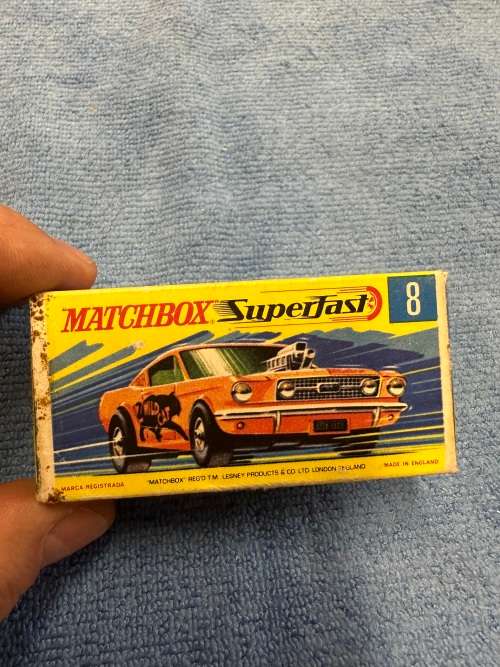 MATCHBOX Superfast 8
MARCA REGISTRADA "MATCHBOX" REG'D T.M. LESNEY PRODUCTS & CO. LTD. LONDON ENGLAND MADE IN ENGLAND